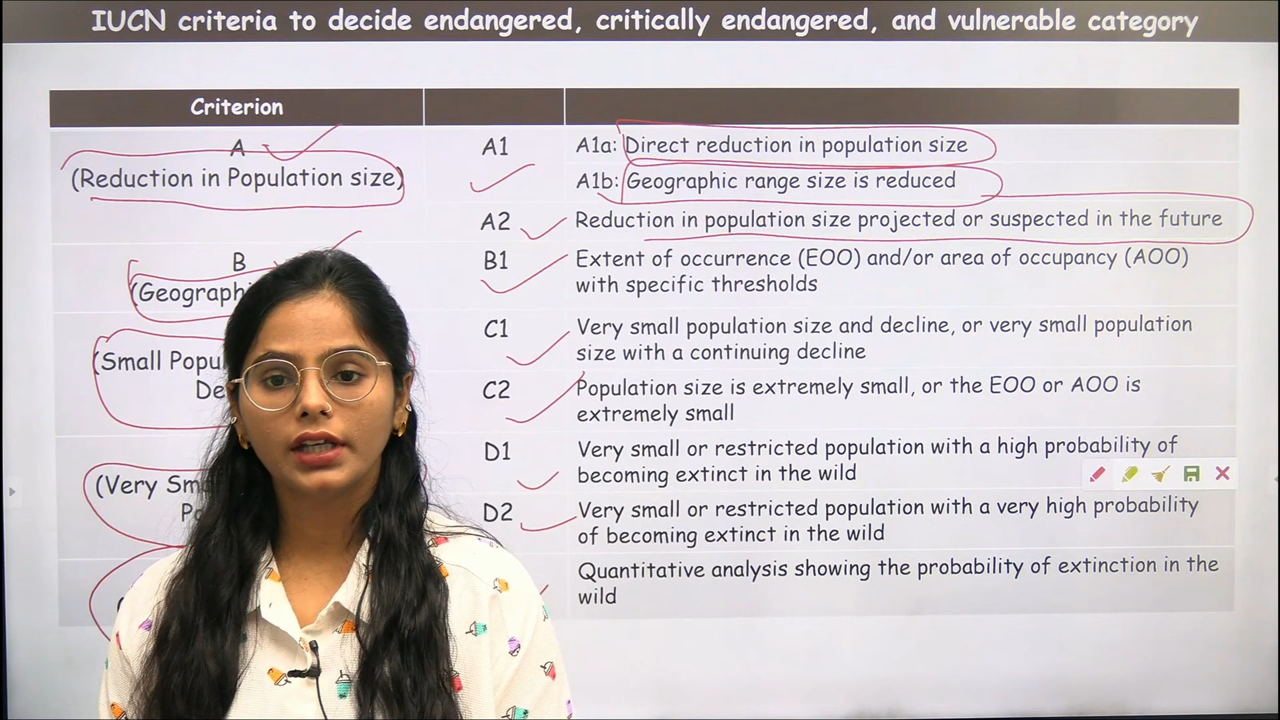 IUCN criteria to decide endangered, critically endangered, and vulnerable category
Criterion
A
(Reduction in Population size)
A1
A1a: Direct reduction in population size
A1b: Geographic range size is reduced
A2
Reduction in population size projected or suspected in the future
B
B1
Extent of occurrence (EOO) and/or area of occupancy (AOO)
with specific thresholds
(Small
C1
Very small population size and decline, or very small population
size with a continuing decline
C2
Population size is extremely small, or the EOO or AOO is
extremely small
(Very
D1
Very small or restricted population with a high probability of
becoming extinct in the wild
D2
Very small or restricted population with a very high probability
of becoming extinct in the wild
Quantitative analysis showing the probability of extinction in the
wild